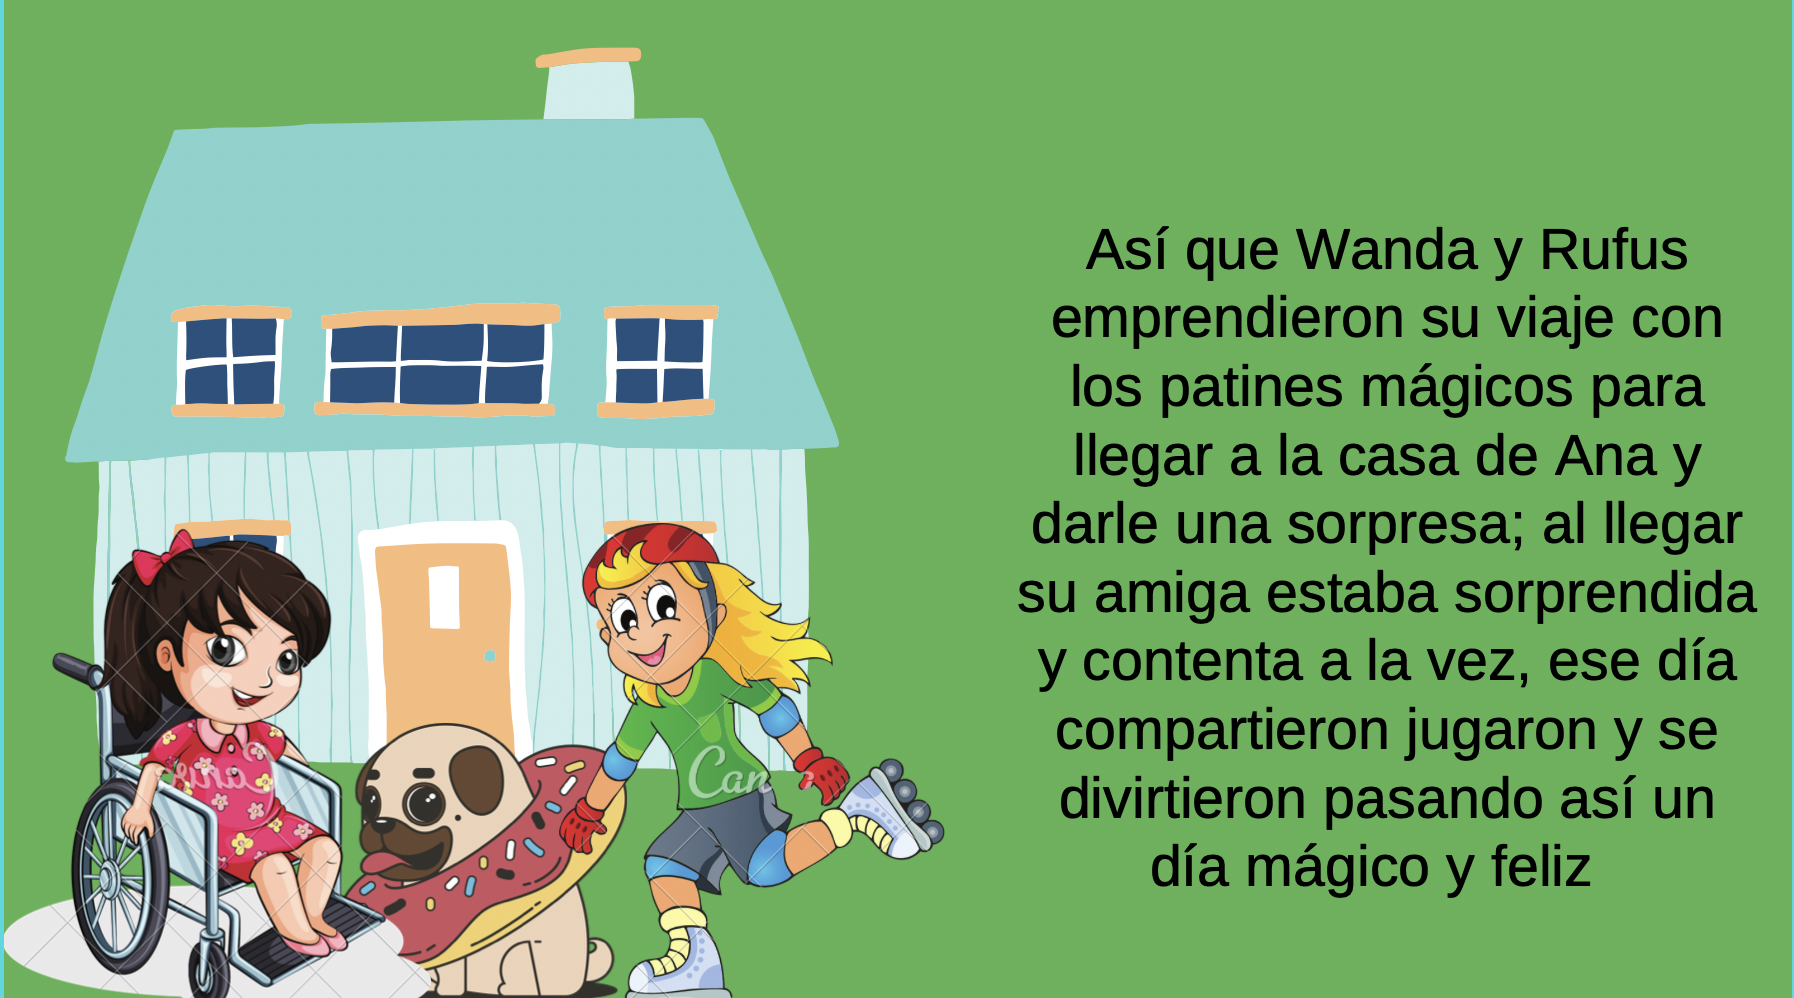 Así que Wanda y Rufus
emprendieron su viaje con
los patines mágicos para
llegar a la casa de Ana y
darle una sorpresa; al llegar
su amiga estaba sorprendida
y contenta a la vez, ese día
compartieron jugaron y se
divirtieron pasando así un
día mágico y feliz